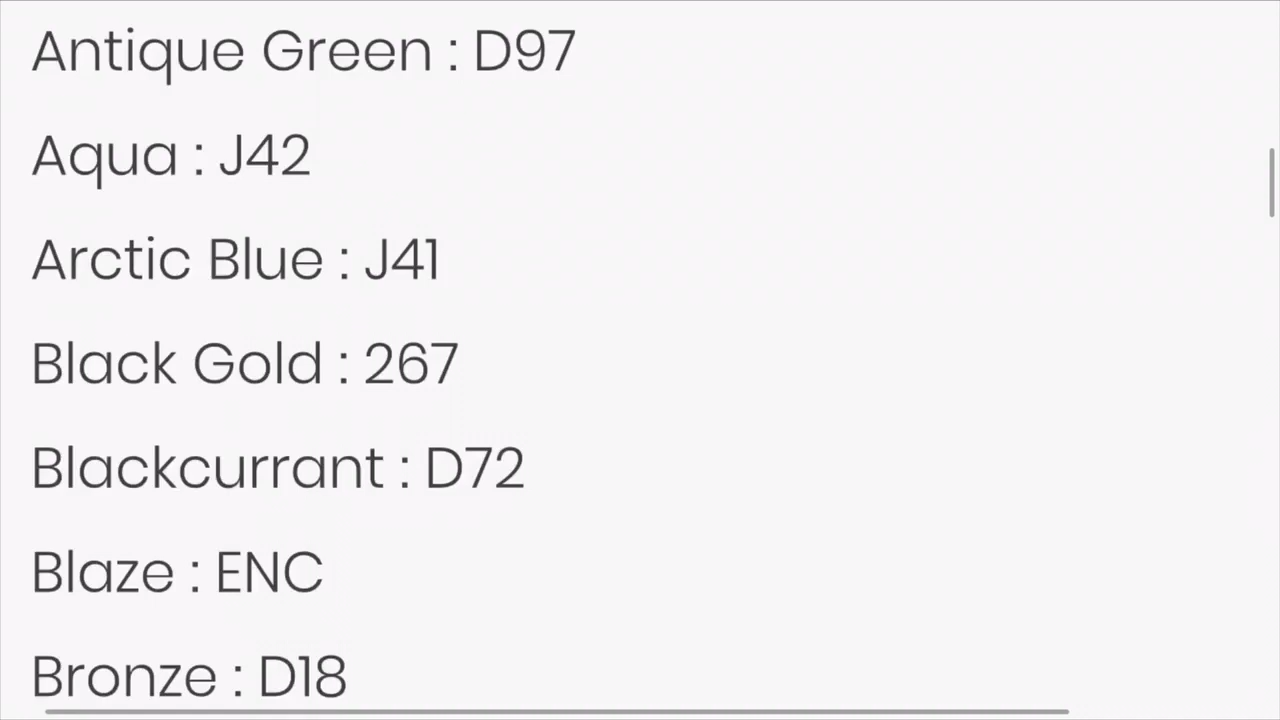 Antique Green : D97
Aqua : J42
Arctic Blue : J41
Black Gold : 267
Blackcurrant : D72
Blaze : ENC
Bronze : D18